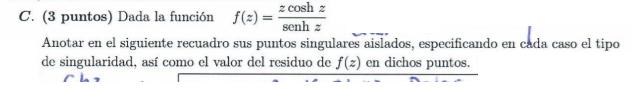 C. (3 puntos) Dada la función f(z) = z cosh z / senh z
Anotar en el siguiente recuadro sus puntos singulares aislados, especificando en cada caso el tipo
de singularidad, así como el valor del residuo de f(z) en dichos puntos.